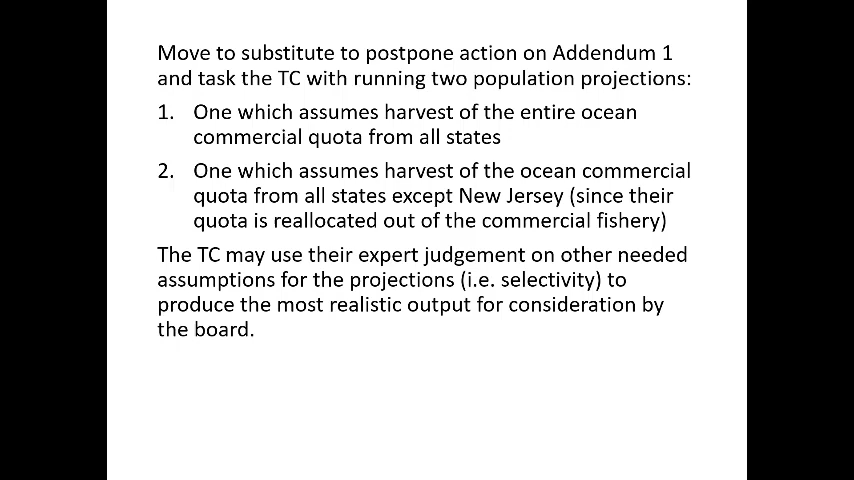 Move to substitute to postpone action on Addendum 1
and task the TC with running two population projections:
1. One which assumes harvest of the entire ocean
commercial quota from all states
2. One which assumes harvest of the ocean commercial
quota from all states except New Jersey (since their
quota is reallocated out of the commercial fishery)
The TC may use their expert judgement on other needed
assumptions for the projections (i.e. selectivity) to
produce the most realistic output for consideration by
the board.